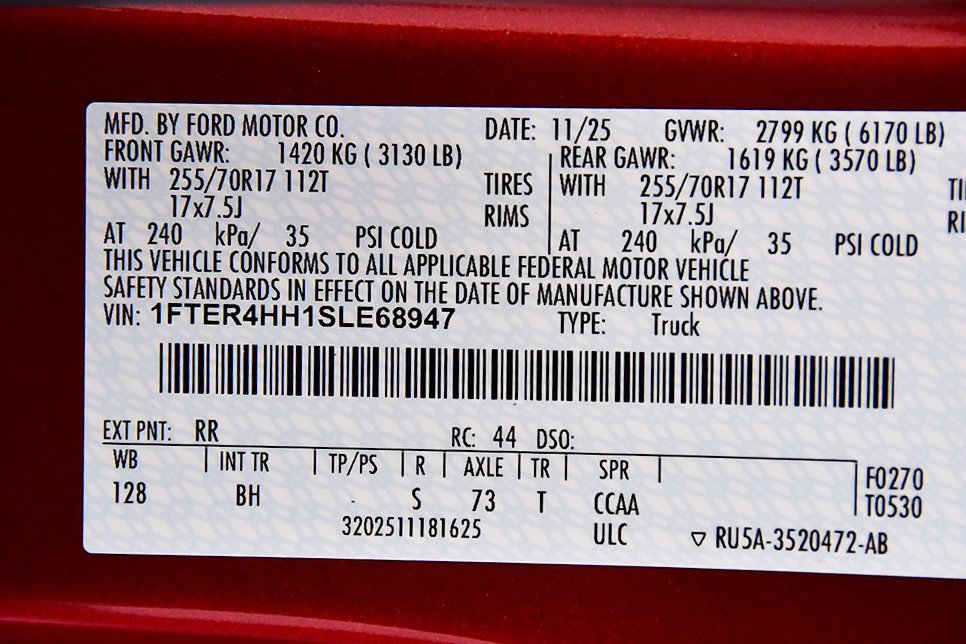 MFD. BY FORD MOTOR CO. DATE: 11/25 GVWR: 2799 KG ( 6170 LB)
FRONT GAWR: 1420 KG ( 3130 LB) REAR GAWR: 1619 KG ( 3570 LB)
WITH 255/70R17 112T TIRES WITH 255/70R17 112T TI
17x7.5J RIMS 17x7.5J RI
AT 240 kPa/ 35 PSI COLD AT 240 kPa/ 35 PSI COLD
THIS VEHICLE CONFORMS TO ALL APPLICABLE FEDERAL MOTOR VEHICLE
SAFETY STANDARDS IN EFFECT ON THE DATE OF MANUFACTURE SHOWN ABOVE.
VIN: 1FTER4HH1SLE68947 TYPE: Truck
EXT PNT: RR RC: 44 DSO:
WB INT TR TP/PS R AXLE TR SPR F0270
128 BH - S 73 T CCAA T0530
3202511181625 ULC ▽ RU5A-3520472-AB